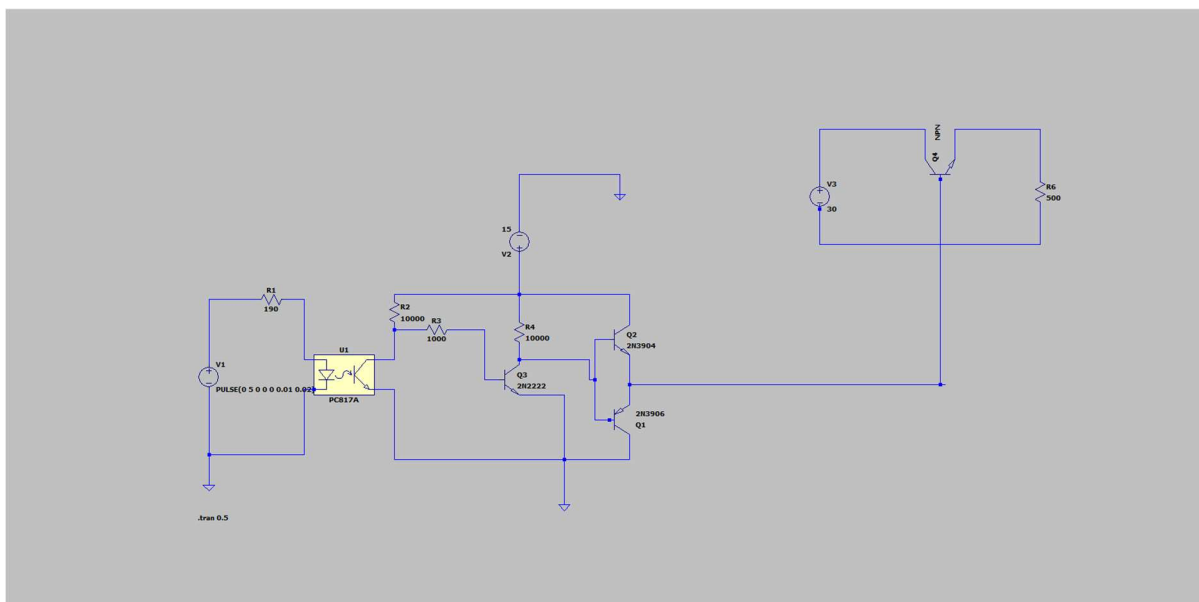 NPN
Q4
V3
30
R6
500
15
V2
R1
190
R2
10000
R3
1000
R4
10000
Q2
2N3904
U1
V1
PULSE(0 5 0 0 0 0.01 0.02)
PC817A
Q3
2N2222
2N3906
Q1
.tran 0.5